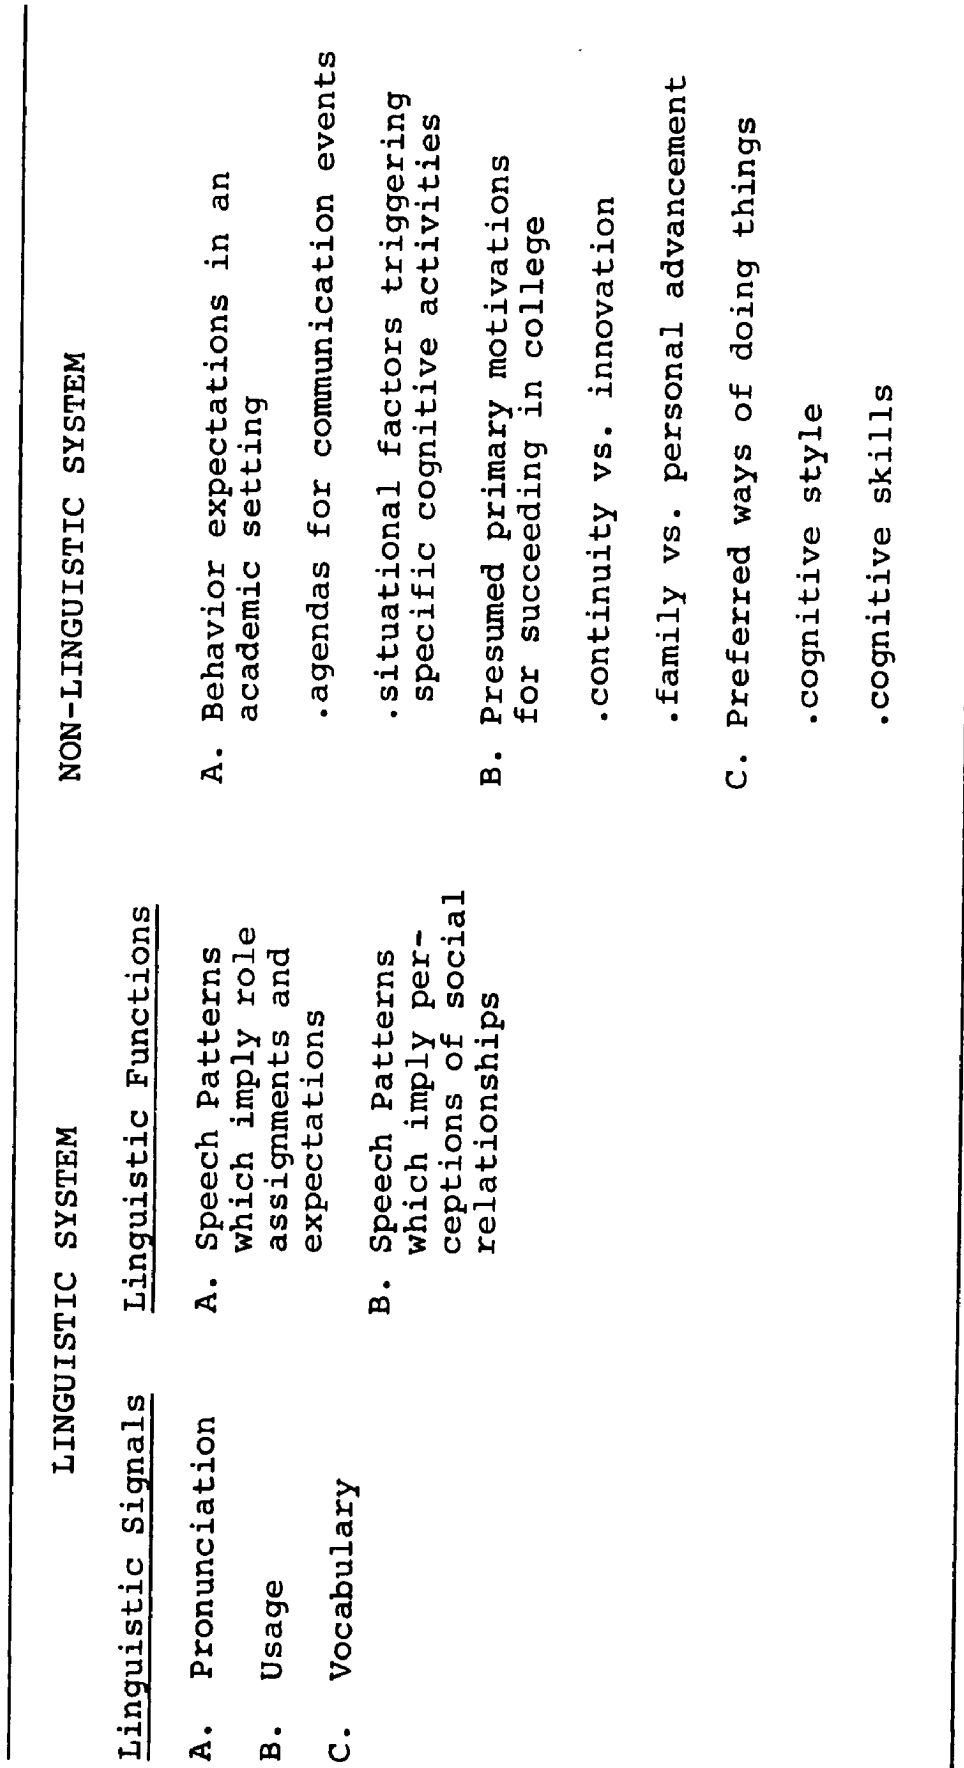 LINGUISTIC SYSTEM
Linguistic Signals
A. Pronunciation
B. Usage
C. Vocabulary
Linguistic Functions
A. Speech Patterns
which imply role
assignments and
expectations
B. Speech Patterns
which imply per-
ceptions of social
relationships
NON-LINGUISTIC SYSTEM
A. Behavior expectations in an
academic setting
.agendas for communication events
.situational factors triggering
specific cognitive activities
B. Presumed primary motivations
for succeeding in college
.continuity vs. innovation
.family vs. personal advancement
C. Preferred ways of doing things
.cognitive style
.cognitive skills